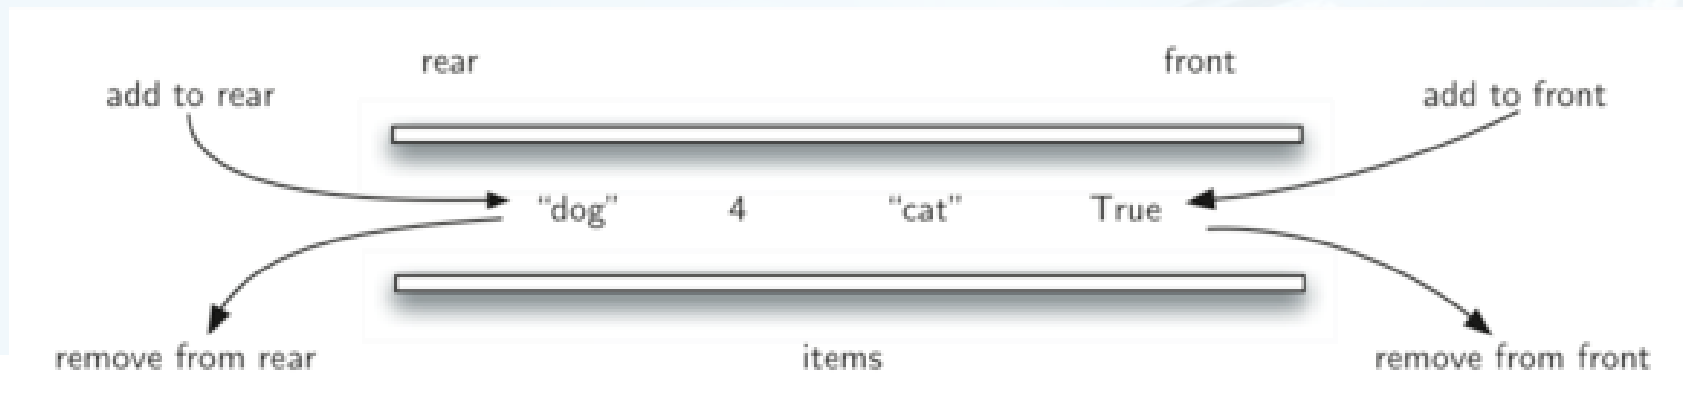 rear
front
add to rear
add to front
“dog” 4 “cat” True
remove from rear
items
remove from front